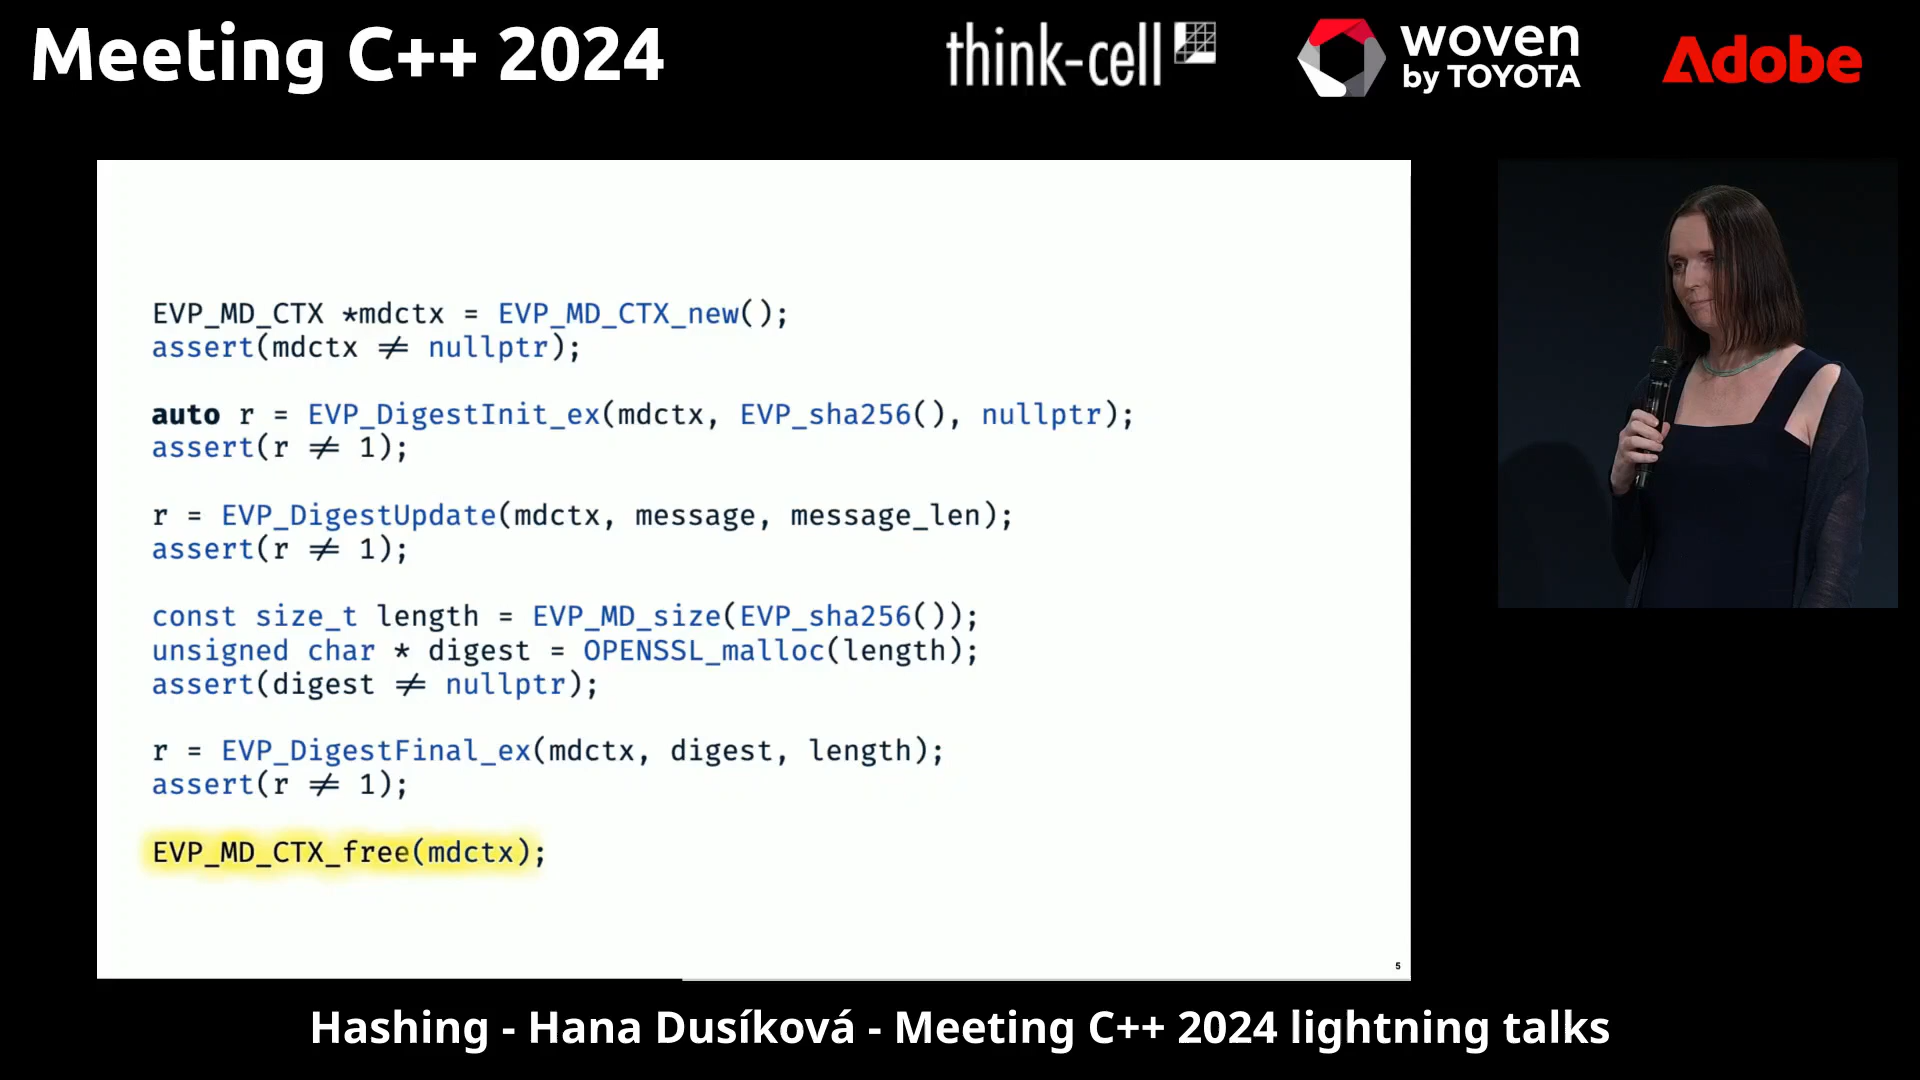 Meeting C++ 2024
think-cell
woven
by TOYOTA
Adobe
EVP_MD_CTX *mdctx = EVP_MD_CTX_new();
assert(mdctx ≠ nullptr);
auto r = EVP_DigestInit_ex(mdctx, EVP_sha256(), nullptr);
assert(r ≠ 1);
r = EVP_DigestUpdate(mdctx, message, message_len);
assert(r ≠ 1);
const size_t length = EVP_MD_size(EVP_sha256());
unsigned char * digest = OPENSSL_malloc(length);
assert(digest ≠ nullptr);
r = EVP_DigestFinal_ex(mdctx, digest, length);
assert(r ≠ 1);
EVP_MD_CTX_free(mdctx);
5
Hashing - Hana Dusíková - Meeting C++ 2024 lightning talks